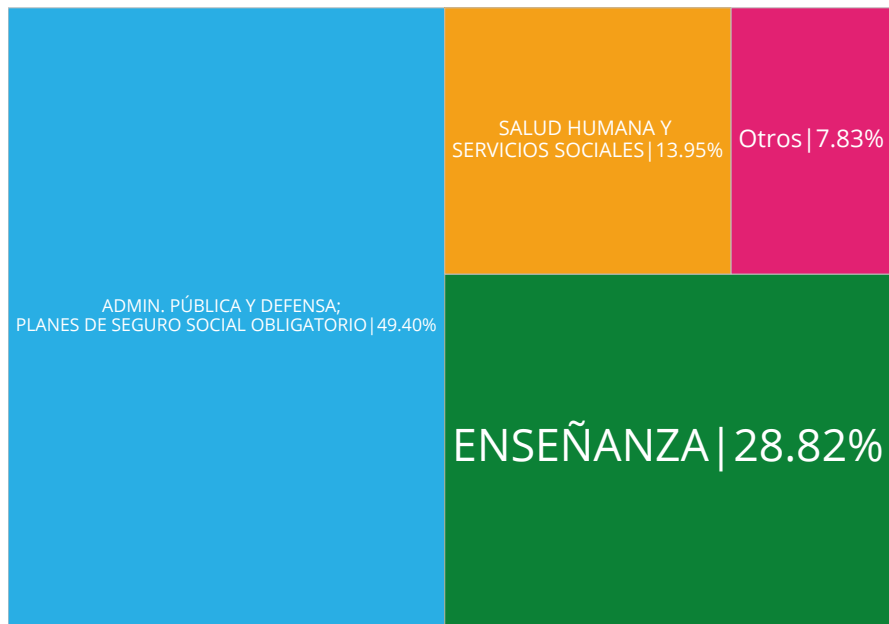 ADMIN. PÚBLICA Y DEFENSA;
PLANES DE SEGURO SOCIAL OBLIGATORIO|49.40%
SALUD HUMANA Y
SERVICIOS SOCIALES|13.95%
Otros|7.83%
ENSEÑANZA|28.82%